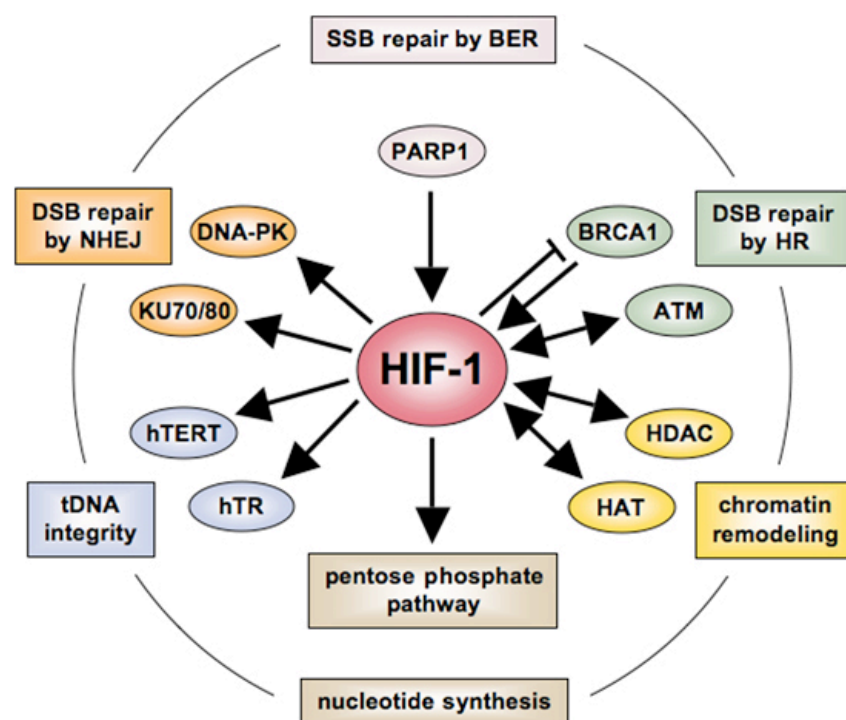 SSB repair by BER
PARP1
DSB repair
by NHEJ
DNA-PK
BRCA1
DSB repair
by HR
KU70/80
ATM
HIF-1
hTERT
HDAC
tDNA
integrity
hTR
HAT
chromatin
remodeling
pentose phosphate
pathway
nucleotide synthesis